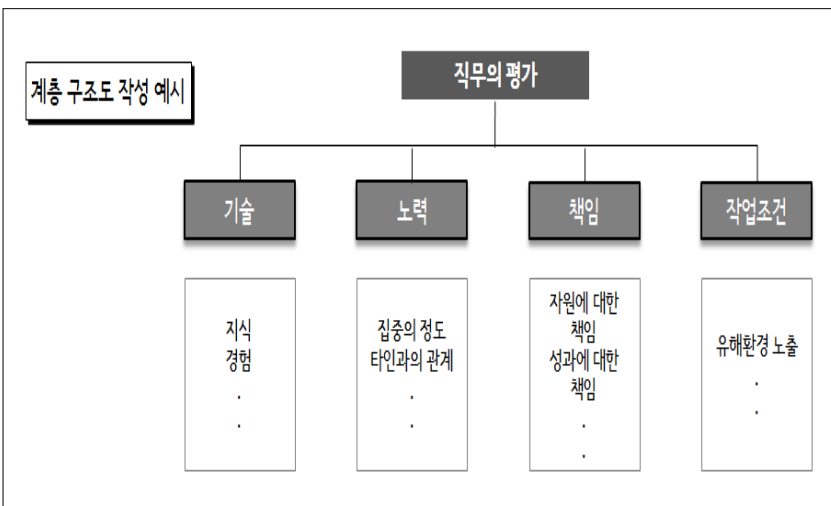 직무의 평가
계층 구조도 작성 예시
기술
노력
책임
작업조건
지식
경험
.
.
집중의 정도
타인과의 관계
.
.
자원에 대한
책임
성과에 대한
책임
.
.
유해환경 노출
.
.